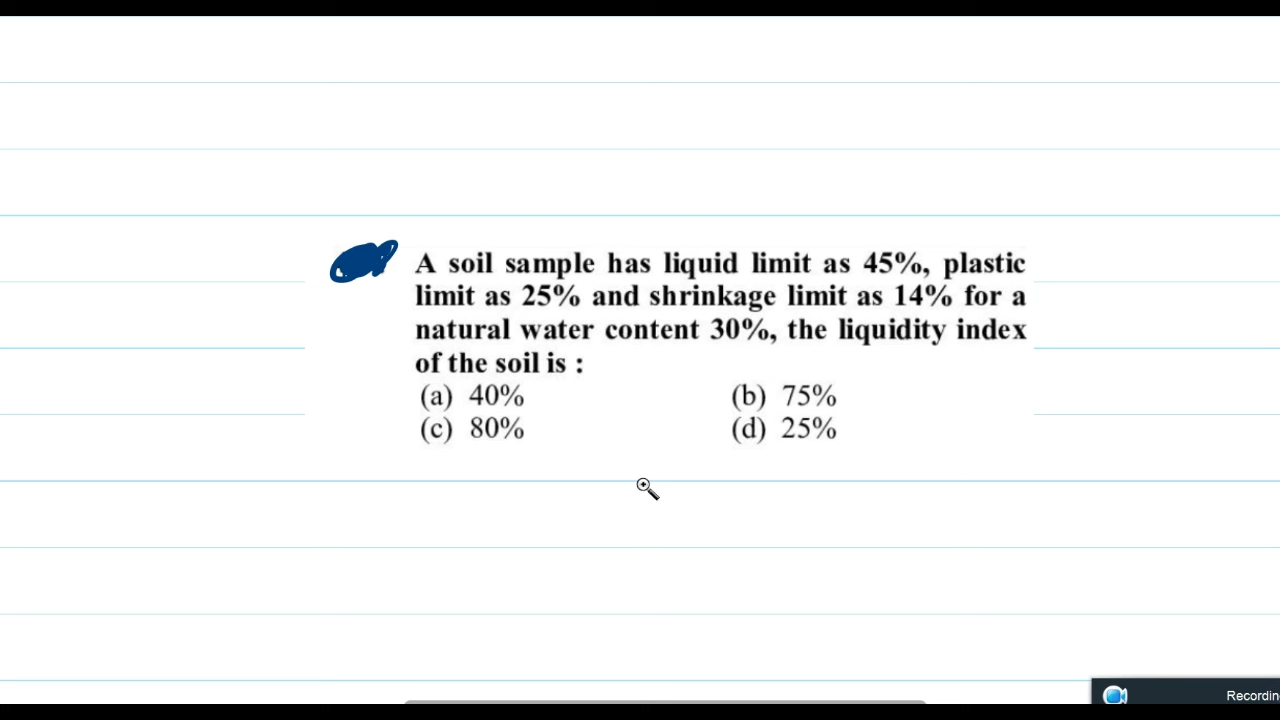 A soil sample has liquid limit as 45%, plastic
limit as 25% and shrinkage limit as 14% for a
natural water content 30%, the liquidity index
of the soil is :
(a) 40% (b) 75%
(c) 80% (d) 25%